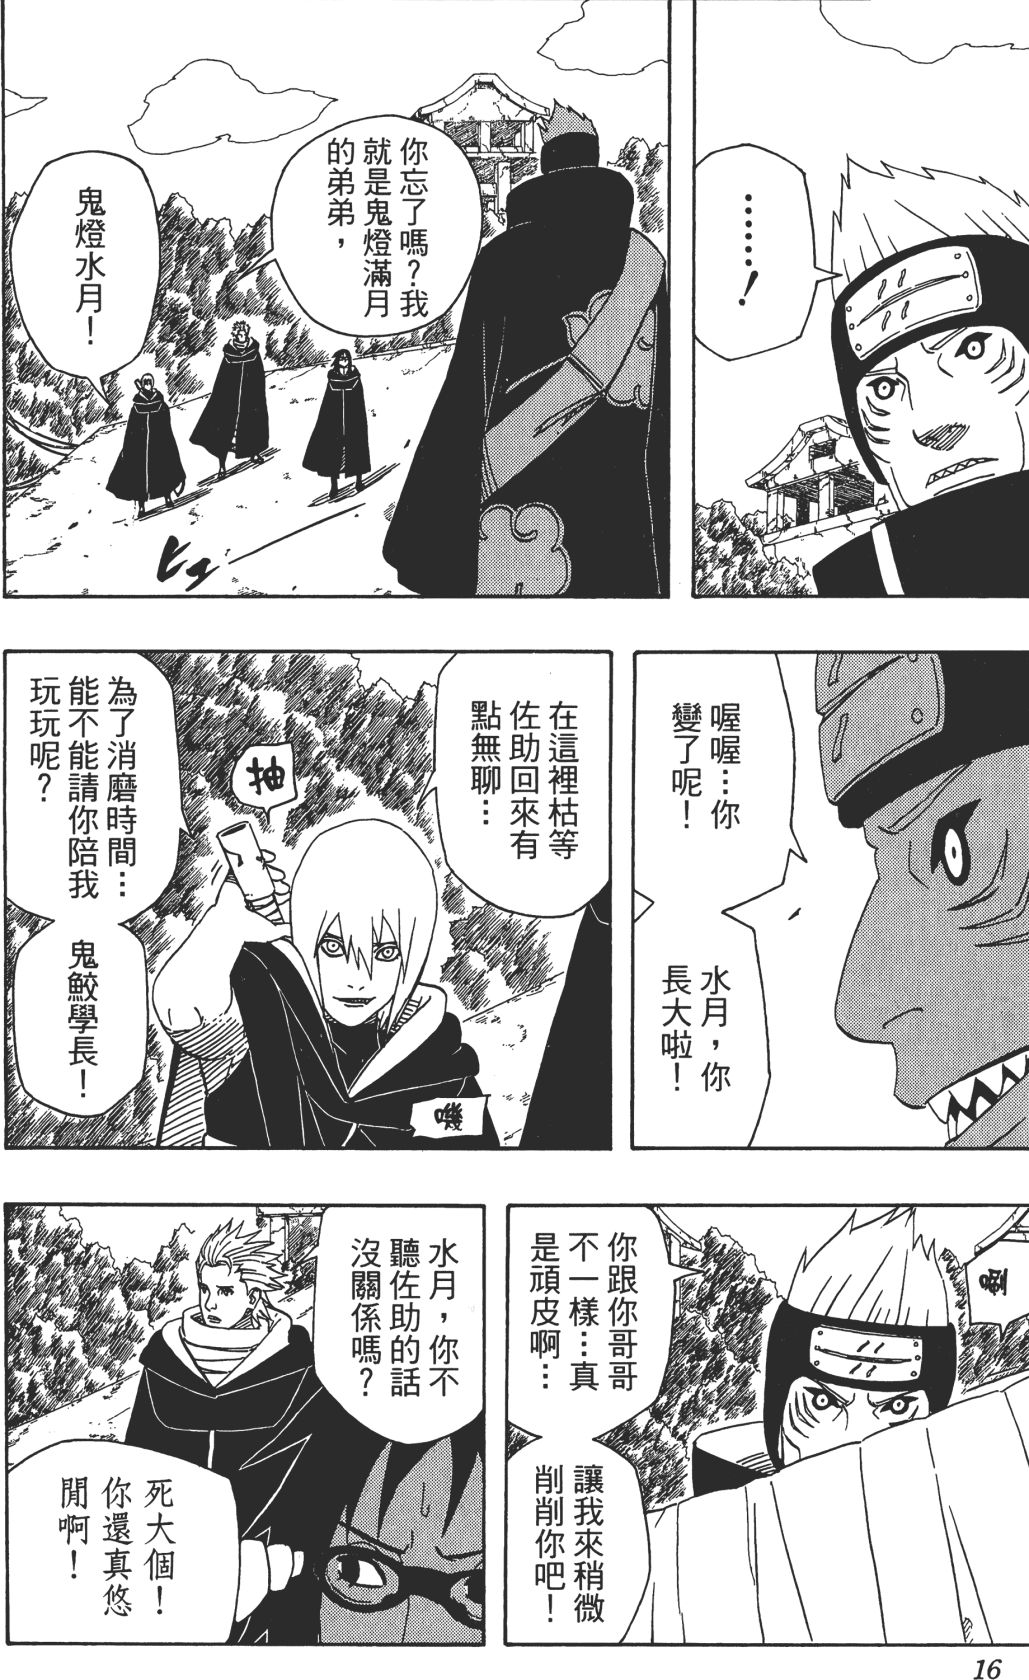 ……！
你忘了嗎？我
就是鬼燈滿月
的弟弟，
鬼燈水月！
ヒュ
喔喔…你
變了呢！
水月，你
長大啦！
在這裡枯等
佐助回來有
點無聊…
抽
為了消磨時間…
能不能請你陪我
玩玩呢？
鬼鮫學長！
嘰
你跟你哥哥
不一樣…真
是頑皮啊…
讓我來稍微
削削你吧！
水月，你不
聽佐助的話
沒關係嗎？
死大個！
你還真悠
閒啊！
16